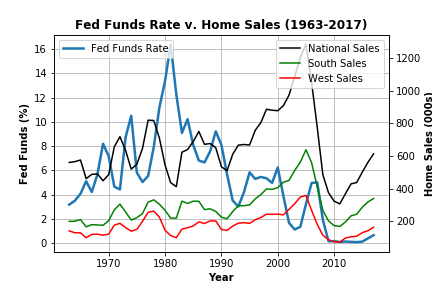 Fed Funds Rate v. Home Sales (1963-2017)
Fed Funds Rate
National Sales
South Sales
West Sales
Fed Funds (%)
16
14
12
10
8
6
4
2
0
1970
1980
1990
2000
2010
Year
1200
1000
800
600
400
200
Home Sales (000s)